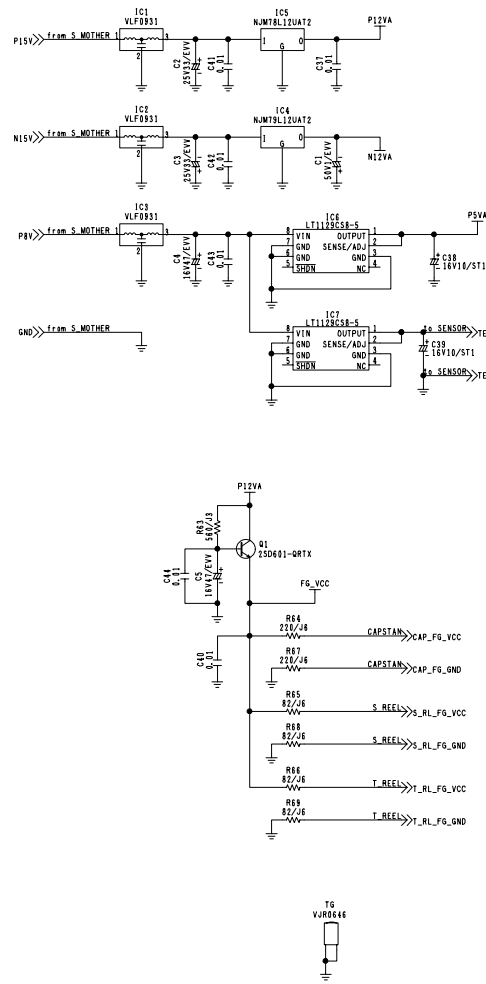 IC1
VLF0931
IC5
NJM78L12UAT2
P12VA
P15V
from S_MOTHER
1
3
2
C2
25V33/EVV
C41
0.01
I
O
G
C37
0.01
IC2
VLF0931
IC4
NJM79L12UAT2
N15V
from S_MOTHER
1
3
2
C3
25V33/EVV
C42
0.01
I
O
G
C1
50V1/EVV
N12VA
IC3
VLF0931
IC6
LT1129CS8-5
P5VA
P8V
from S_MOTHER
1
3
2
C4
16V47/EVV
C43
0.01
8 VIN OUTPUT 1
7 GND SENSE/ADJ 2
6 GND GND 3
5 SHDN NC 4
C38
16V10/ST1
GND
from S_MOTHER
IC7
LT1129CS8-5
8 VIN OUTPUT 1
7 GND SENSE/ADJ 2
6 GND GND 3
5 SHDN NC 4
to SENSOR
TE
C39
16V10/ST1
to SENSOR
TE
P12VA
R63
560/J3
Q1
2SD601-QRTX
C44
0.01
C5
16V47/EVV
FG_VCC
C40
0.01
R64
220/J6
CAPSTAN
CAP_FG_VCC
R67
220/J6
CAPSTAN
CAP_FG_GND
R65
82/J6
S_REEL
S_RL_FG_VCC
R68
82/J6
S_REEL
S_RL_FG_GND
R66
82/J6
T_REEL
T_RL_FG_VCC
R69
82/J6
T_REEL
T_RL_FG_GND
TG
VJR0646